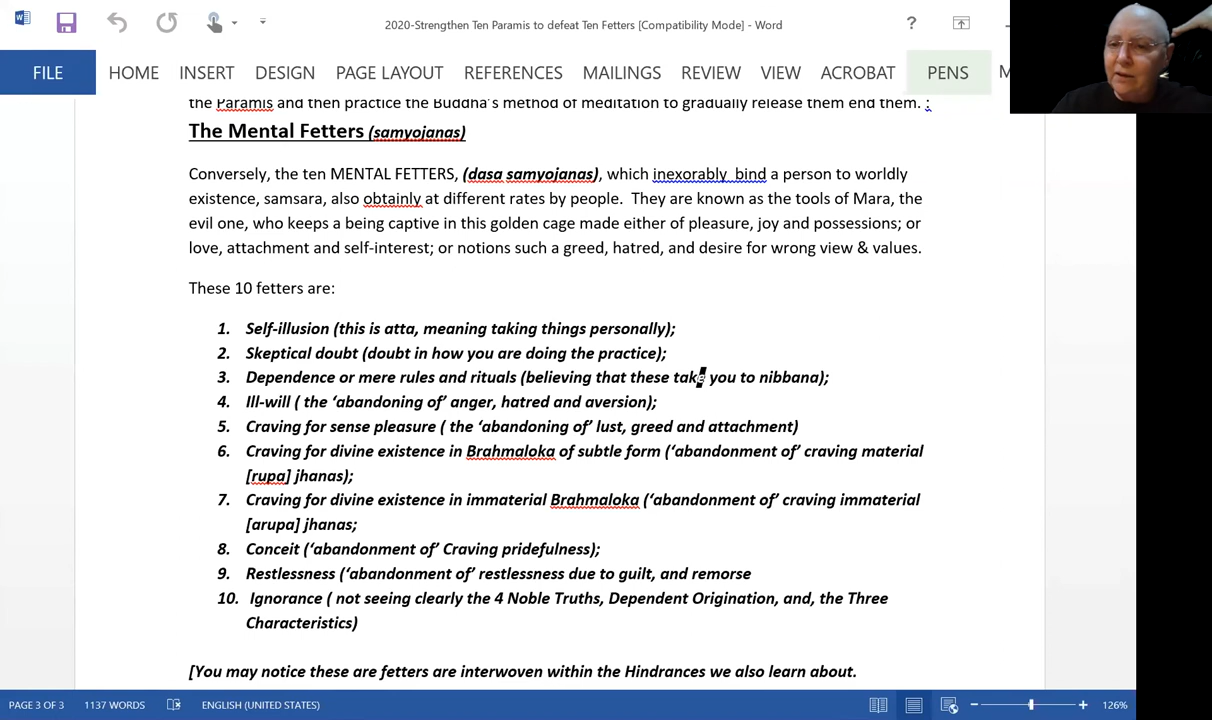 2020-Strengthen Ten Paramis to defeat Ten Fetters [Compatibility Mode] - Word
?
FILE HOME INSERT DESIGN PAGE LAYOUT REFERENCES MAILINGS REVIEW VIEW ACROBAT PENS M
the Paramis and then practice the Buddha's method of meditation to gradually release them end them. :
The Mental Fetters (samyojanas)
Conversely, the ten MENTAL FETTERS, (dasa samyojanas), which inexorably bind a person to worldly
existence, samsara, also obtainly at different rates by people. They are known as the tools of Mara, the
evil one, who keeps a being captive in this golden cage made either of pleasure, joy and possessions; or
love, attachment and self-interest; or notions such a greed, hatred, and desire for wrong view & values.
These 10 fetters are:
1. Self-illusion (this is atta, meaning taking things personally);
2. Skeptical doubt (doubt in how you are doing the practice);
3. Dependence or mere rules and rituals (believing that these take you to nibbana);
4. Ill-will ( the 'abandoning of' anger, hatred and aversion);
5. Craving for sense pleasure ( the 'abandoning of' lust, greed and attachment)
6. Craving for divine existence in Brahmaloka of subtle form ('abandonment of' craving material
[rupa] jhanas);
7. Craving for divine existence in immaterial Brahmaloka ('abandonment of' craving immaterial
[arupa] jhanas;
8. Conceit ('abandonment of' Craving pridefulness);
9. Restlessness ('abandonment of' restlessness due to guilt, and remorse
10. Ignorance ( not seeing clearly the 4 Noble Truths, Dependent Origination, and, the Three
Characteristics)
[You may notice these are fetters are interwoven within the Hindrances we also learn about.
PAGE 3 OF 3 1137 WORDS ENGLISH (UNITED STATES) 126%